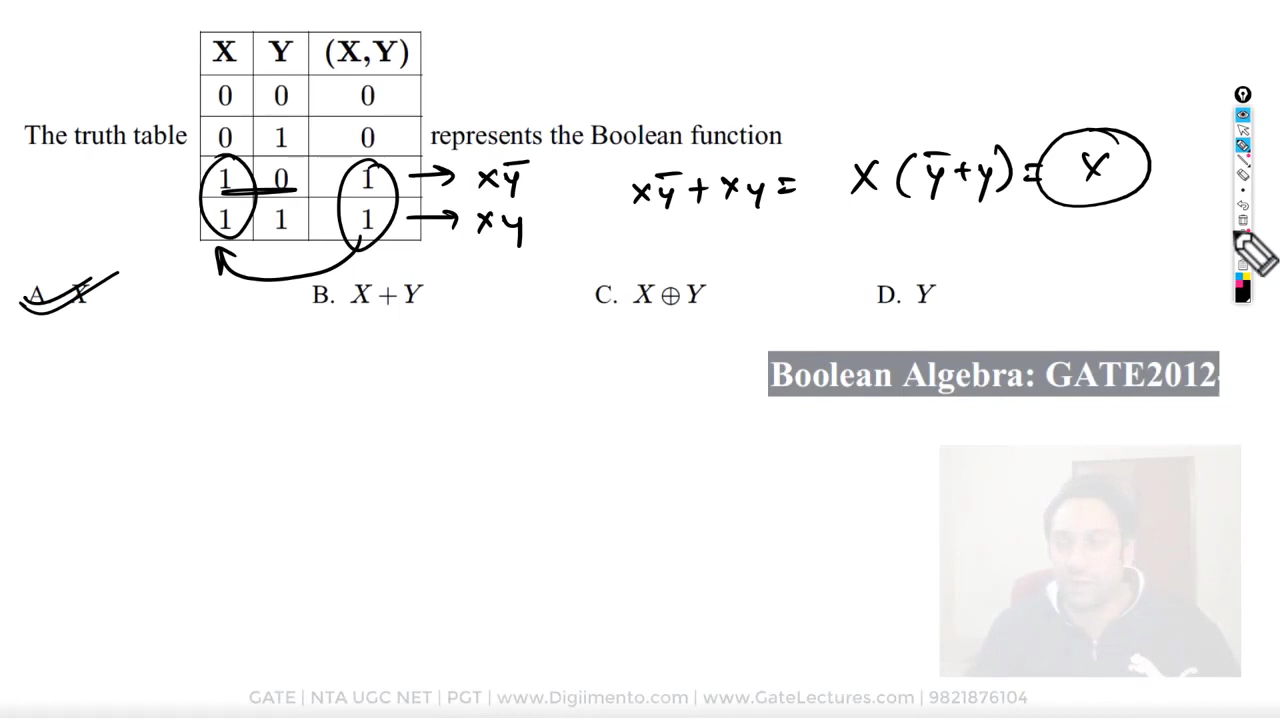 X Y (X,Y)
0 0 0
The truth table 0 1 0 represents the Boolean function
1 0 1 → xȳ xȳ + xy = X (ȳ+y) = X
1 1 1 → xy
A. X B. X + Y C. X ⊕ Y D. Y
Boolean Algebra: GATE2012-
GATE | NTA UGC NET | PGT | www.Digiimento.com | www.GateLectures.com | 9821876104